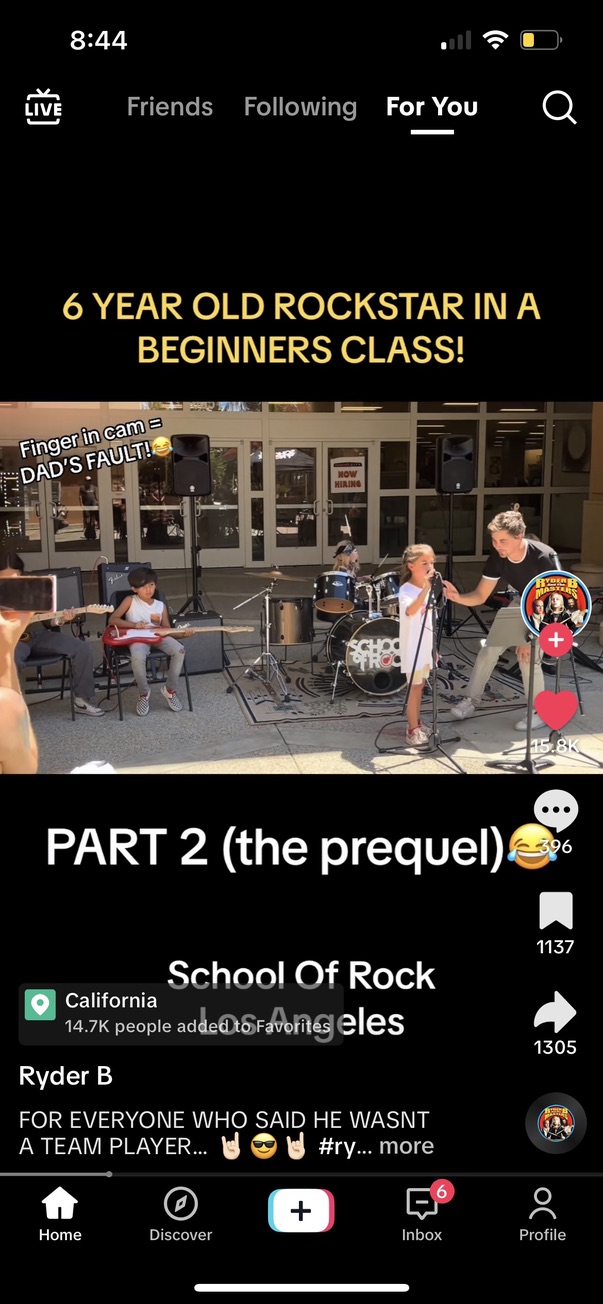 8:44
LIVE
Friends
Following
For You
6 YEAR OLD ROCKSTAR IN A
BEGINNERS CLASS!
Finger in cam =
DAD'S FAULT!😂
NOW
HIRING
SCHOOL
OF ROCK
RYDER B
MASTERS
15.8K
PART 2 (the prequel)😂
396
1137
School Of Rock
Los Angeles
California
14.7K people added to Favorites
1305
Ryder B
FOR EVERYONE WHO SAID HE WASNT
A TEAM PLAYER... 🤘🏻😎🤘🏻 #ry... more
Home
Discover
6
Inbox
Profile